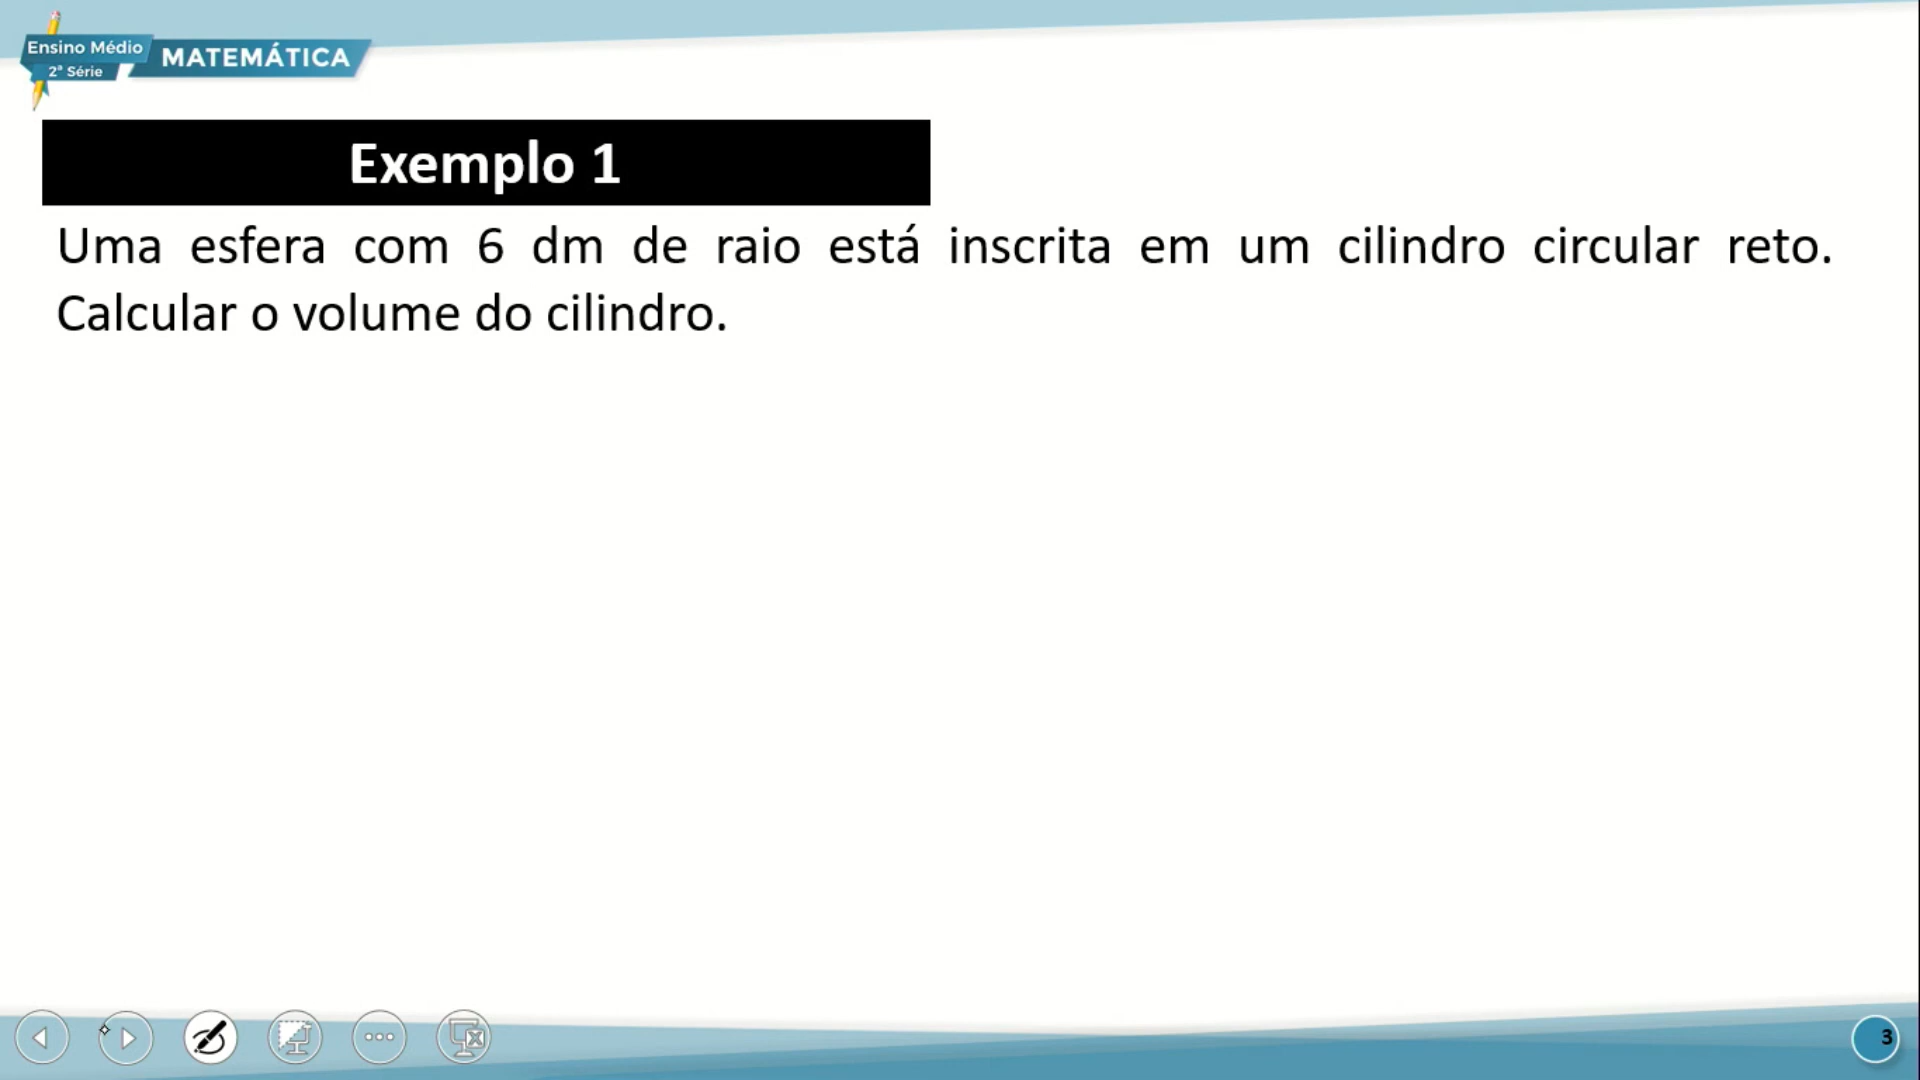 Ensino Médio
2ª Série
MATEMÁTICA
Exemplo 1
Uma esfera com 6 dm de raio está inscrita em um cilindro circular reto.
Calcular o volume do cilindro.
3